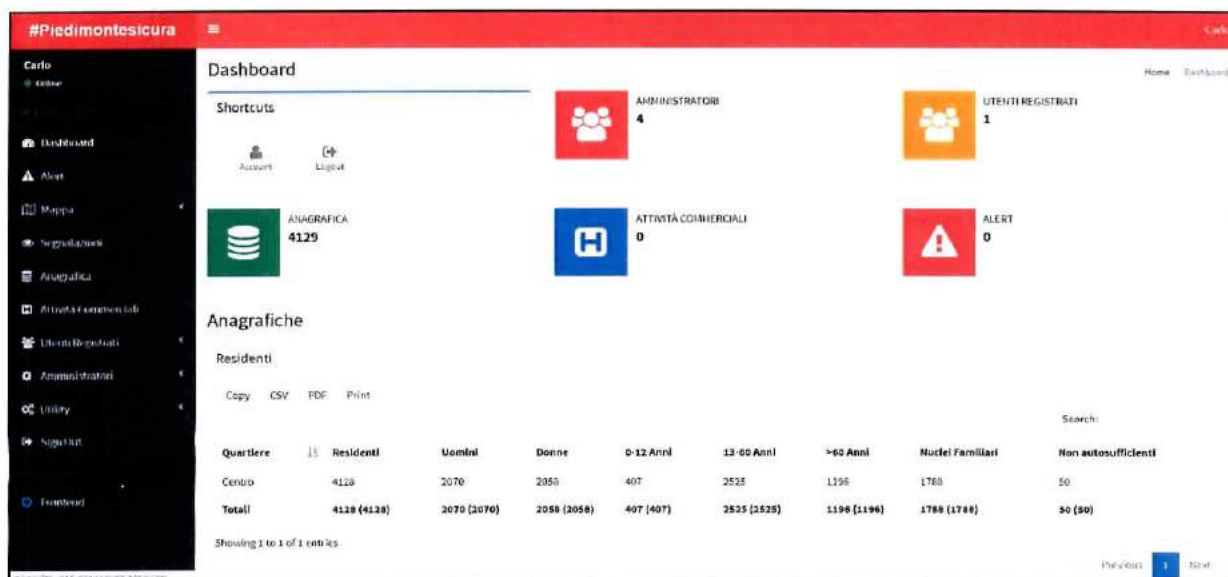 #Piedimontesicura
Carlo
Carlo
Online
Dashboard
Alert
Mappa
Segnalazioni
Anagrafica
Attività Commerciali
Utenti Registrati
Amministratori
Utility
Sign Out
Frontend
Dashboard
Home Dashboard
Shortcuts
Account Logout
AMMINISTRATORI
4
UTENTI REGISTRATI
1
ANAGRAFICA
4129
ATTIVITÀ COMMERCIALI
0
ALERT
0
Anagrafiche
Residenti
Copy CSV PDF Print
Search:
Quartiere Residenti Uomini Donne 0-12 Anni 13-60 Anni >60 Anni Nuclei Familiari Non autosufficienti
Centro 4128 2070 2058 407 2525 1196 1788 50
Totali 4128 (4128) 2070 (2070) 2058 (2058) 407 (407) 2525 (2525) 1196 (1196) 1788 (1788) 50 (50)
Showing 1 to 1 of 1 entries
Previous 1 Next